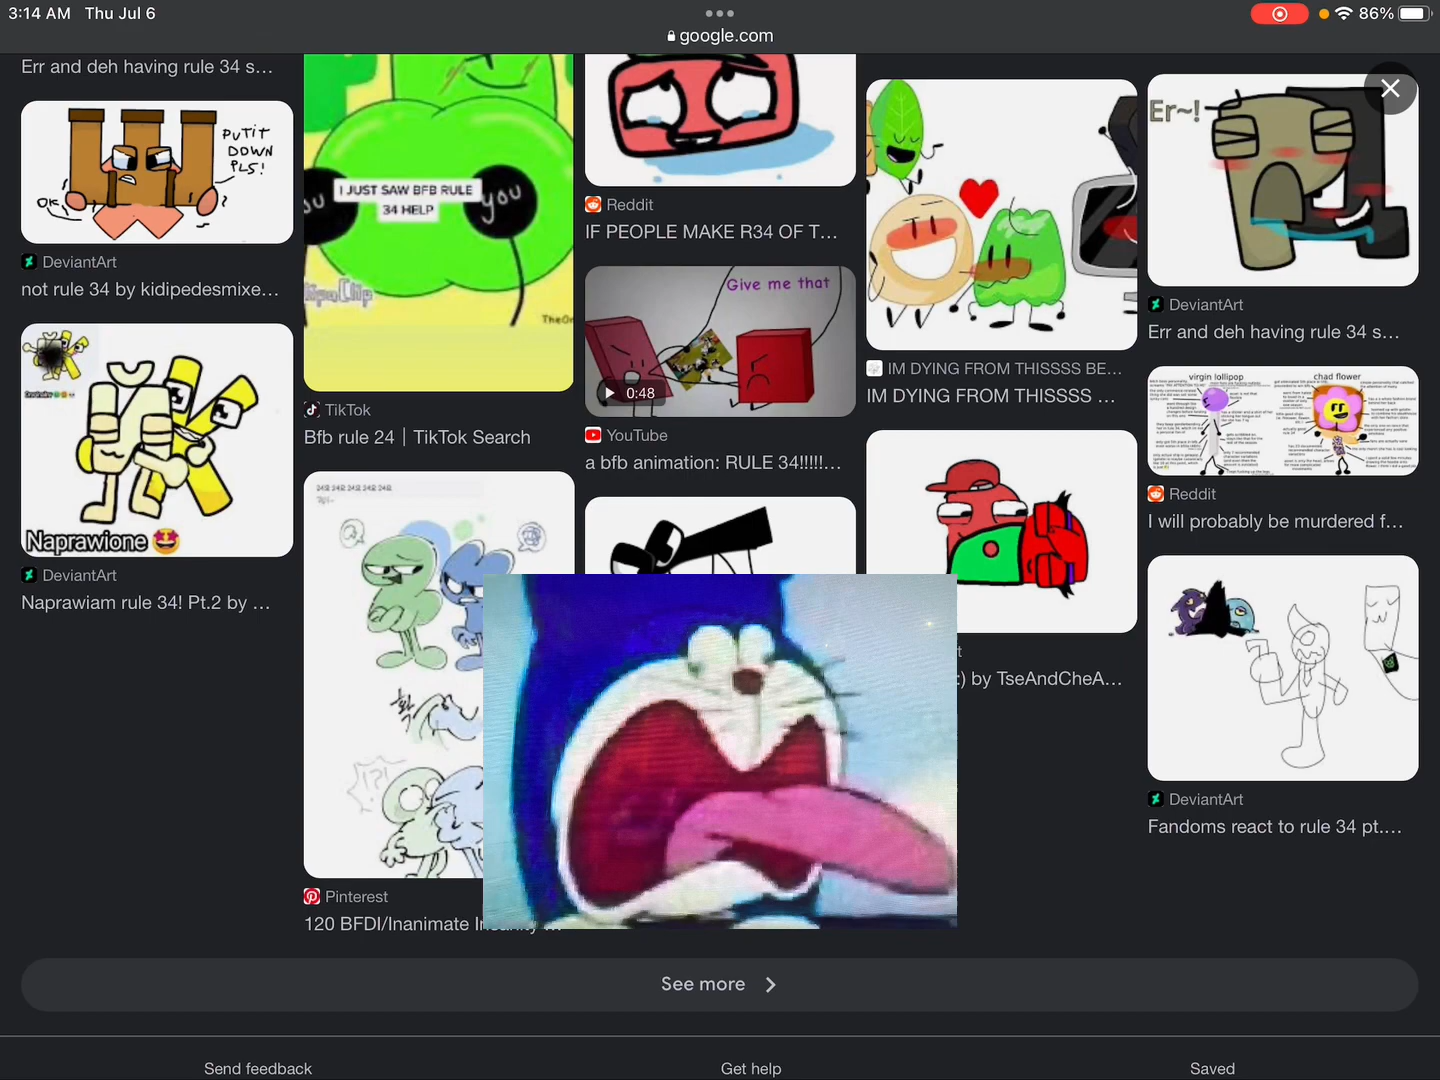 3:14 AM Thu Jul 6
86%
google.com
Err and deh having rule 34 s...
PUTIT
DOWN
PLS!
OK
DeviantArt
not rule 34 by kidipedesmixe...
Naprawione 🤩
DeviantArt
Naprawiam rule 34! Pt.2 by ...
I JUST SAW BFB RULE
34 HELP
you
TikTok
Bfb rule 24 | TikTok Search
Pinterest
120 BFDI/Inanimate
Reddit
IF PEOPLE MAKE R34 OF T...
Give me that
0:48
YouTube
a bfb animation: RULE 34!!!!!...
IM DYING FROM THISSSS BE...
IM DYING FROM THISSSS ...
:) by TseAndCheA...
Er~!
DeviantArt
Err and deh having rule 34 s...
virgin lollipop
chad flower
Reddit
I will probably be murdered f...
DeviantArt
Fandoms react to rule 34 pt....
See more
Send feedback
Get help
Saved